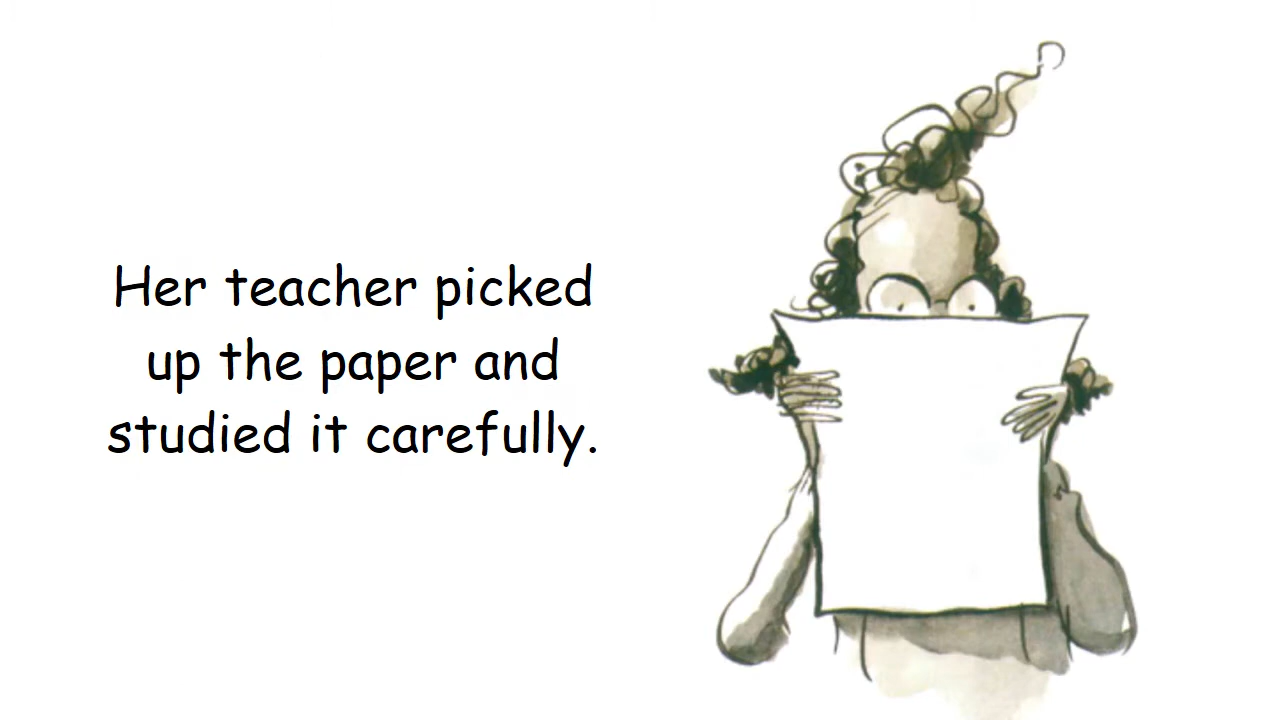 Her teacher picked
up the paper and
studied it carefully.